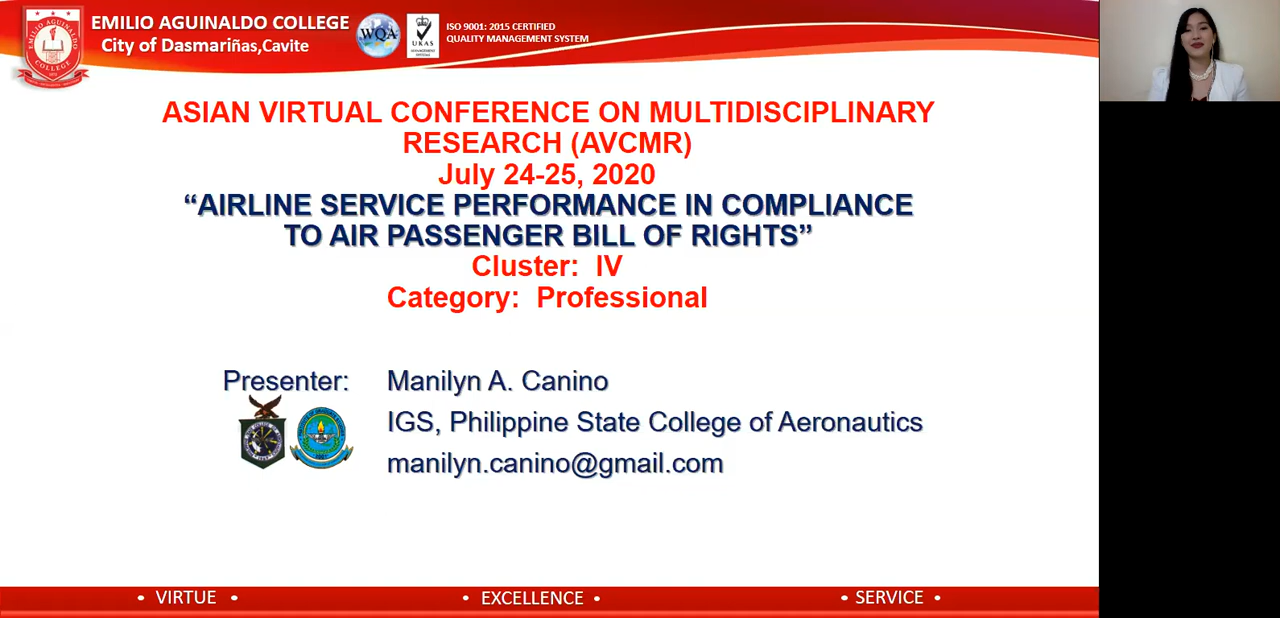 EMILIO AGUINALDO COLLEGE
City of Dasmariñas,Cavite
WQA
UKAS
MANAGEMENT
SYSTEMS
ISO 9001: 2015 CERTIFIED
QUALITY MANAGEMENT SYSTEM
ASIAN VIRTUAL CONFERENCE ON MULTIDISCIPLINARY
RESEARCH (AVCMR)
July 24-25, 2020
“AIRLINE SERVICE PERFORMANCE IN COMPLIANCE
TO AIR PASSENGER BILL OF RIGHTS”
Cluster: IV
Category: Professional
Presenter: Manilyn A. Canino
IGS, Philippine State College of Aeronautics
manilyn.canino@gmail.com
• VIRTUE • • EXCELLENCE • • SERVICE •